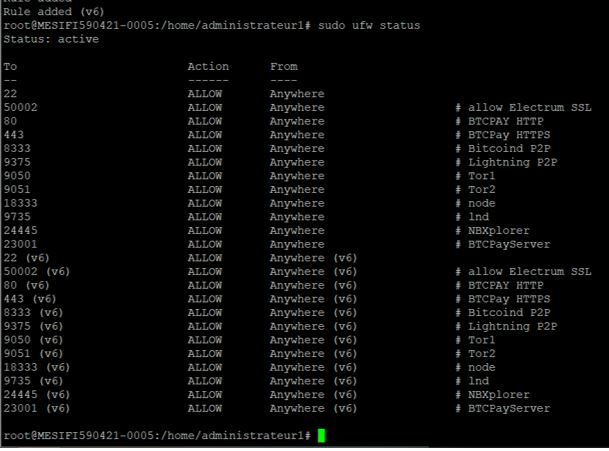 Rule added (v6)
root@MESIFI590421-0005:/home/administrateur1# sudo ufw status
Status: active
To Action From
-- ------ ----
22 ALLOW Anywhere
50002 ALLOW Anywhere # allow Electrum SSL
80 ALLOW Anywhere # BTCPAY HTTP
443 ALLOW Anywhere # BTCPay HTTPS
8333 ALLOW Anywhere # Bitcoind P2P
9375 ALLOW Anywhere # Lightning P2P
9050 ALLOW Anywhere # Tor1
9051 ALLOW Anywhere # Tor2
18333 ALLOW Anywhere # node
9735 ALLOW Anywhere # lnd
24445 ALLOW Anywhere # NBXplorer
23001 ALLOW Anywhere # BTCPayServer
22 (v6) ALLOW Anywhere (v6)
50002 (v6) ALLOW Anywhere (v6) # allow Electrum SSL
80 (v6) ALLOW Anywhere (v6) # BTCPAY HTTP
443 (v6) ALLOW Anywhere (v6) # BTCPay HTTPS
8333 (v6) ALLOW Anywhere (v6) # Bitcoind P2P
9375 (v6) ALLOW Anywhere (v6) # Lightning P2P
9050 (v6) ALLOW Anywhere (v6) # Tor1
9051 (v6) ALLOW Anywhere (v6) # Tor2
18333 (v6) ALLOW Anywhere (v6) # node
9735 (v6) ALLOW Anywhere (v6) # lnd
24445 (v6) ALLOW Anywhere (v6) # NBXplorer
23001 (v6) ALLOW Anywhere (v6) # BTCPayServer
root@MESIFI590421-0005:/home/administrateur1#